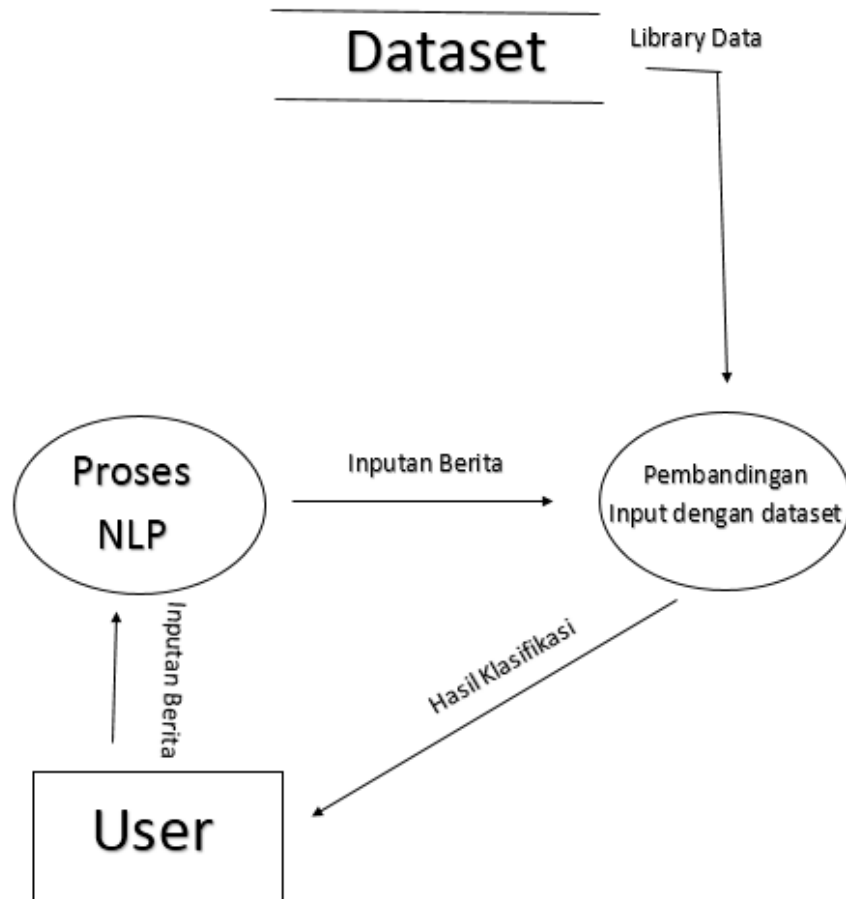 Dataset
Library Data
Proses
NLP
Inputan Berita
Pembandingan
Input dengan dataset
Inputan Berita
Hasil Klasifikasi
User